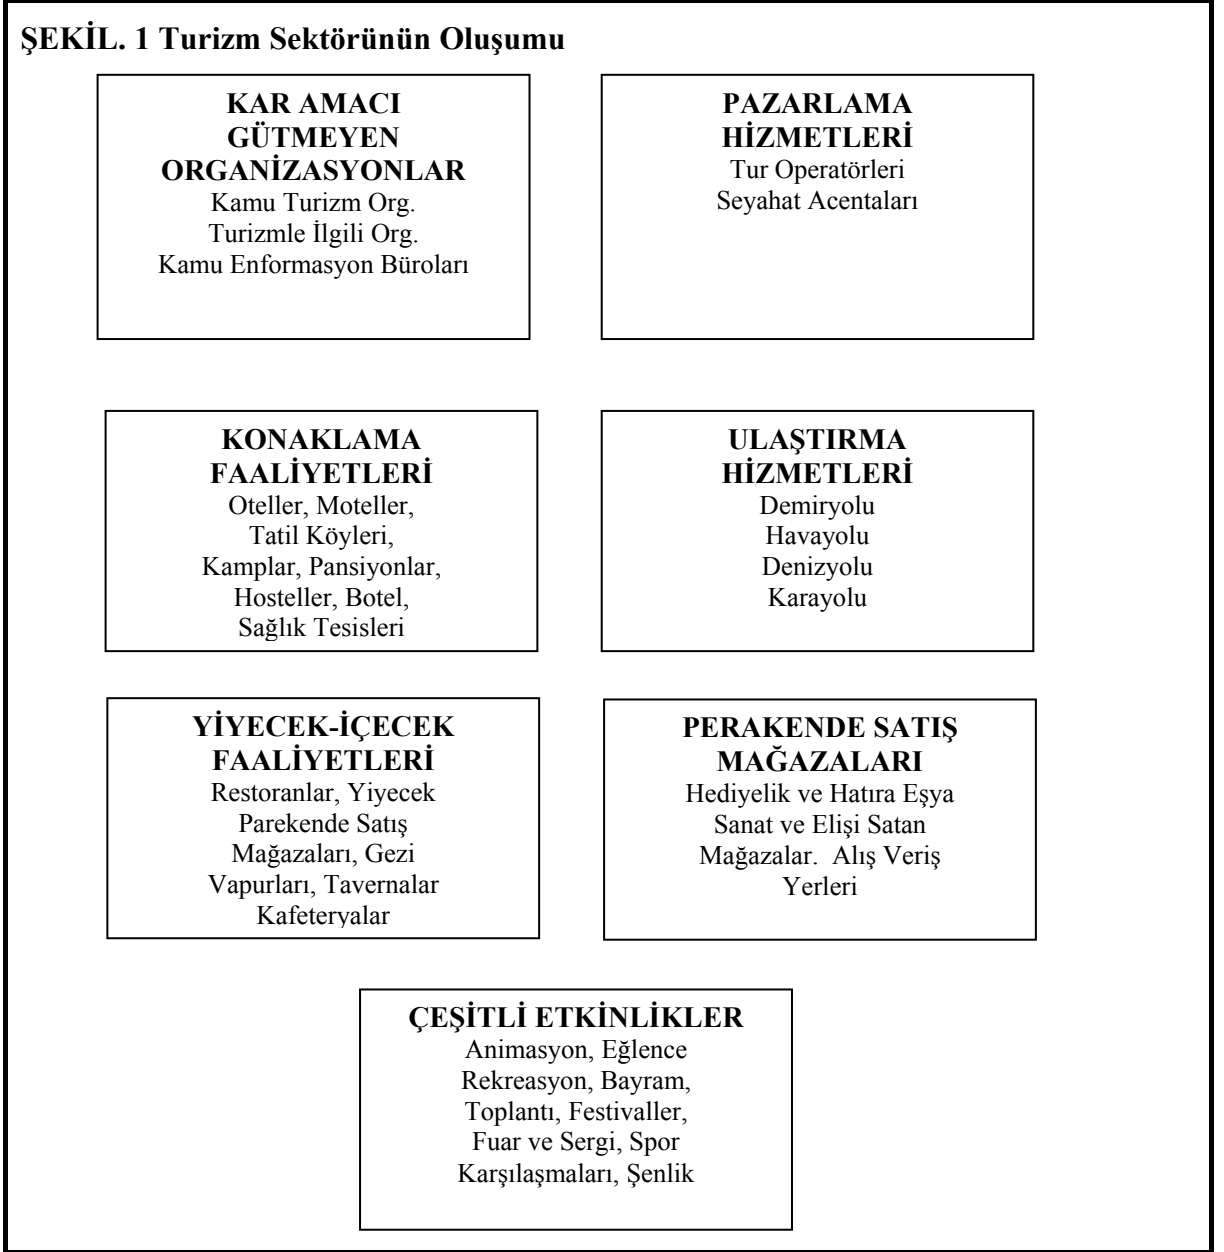 ŞEKİL. 1 Turizm Sektörünün Oluşumu
KAR AMACI
GÜTMEYEN
ORGANİZASYONLAR
Kamu Turizm Org.
Turizmle İlgili Org.
Kamu Enformasyon Büroları
PAZARLAMA
HİZMETLERİ
Tur Operatörleri
Seyahat Acentaları
KONAKLAMA
FAALİYETLERİ
Oteller, Moteller,
Tatil Köyleri,
Kamplar, Pansiyonlar,
Hosteller, Botel,
Sağlık Tesisleri
ULAŞTIRMA
HİZMETLERİ
Demiryolu
Havayolu
Denizyolu
Karayolu
YİYECEK-İÇECEK
FAALİYETLERİ
Restoranlar, Yiyecek
Parekende Satış
Mağazaları, Gezi
Vapurları, Tavernalar
Kafeteryalar
PERAKENDE SATIŞ
MAĞAZALARI
Hediyelik ve Hatıra Eşya
Sanat ve Elişi Satan
Mağazalar.  Alış Veriş
Yerleri
ÇEŞİTLİ ETKİNLİKLER
Animasyon, Eğlence
Rekreasyon, Bayram,
Toplantı, Festivaller,
Fuar ve Sergi, Spor
Karşılaşmaları, Şenlik